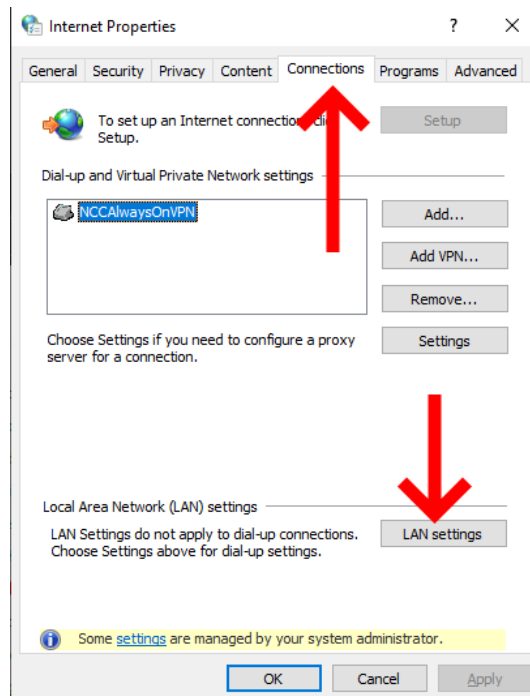 Internet Properties
?
General Security Privacy Content Connections Programs Advanced
To set up an Internet connection, click
Setup.
Setup
Dial-up and Virtual Private Network settings
NCCAlwaysOnVPN
Add...
Add VPN...
Remove...
Choose Settings if you need to configure a proxy
server for a connection.
Settings
Local Area Network (LAN) settings
LAN Settings do not apply to dial-up connections.
Choose Settings above for dial-up settings.
LAN settings
Some settings are managed by your system administrator.
OK Cancel Apply